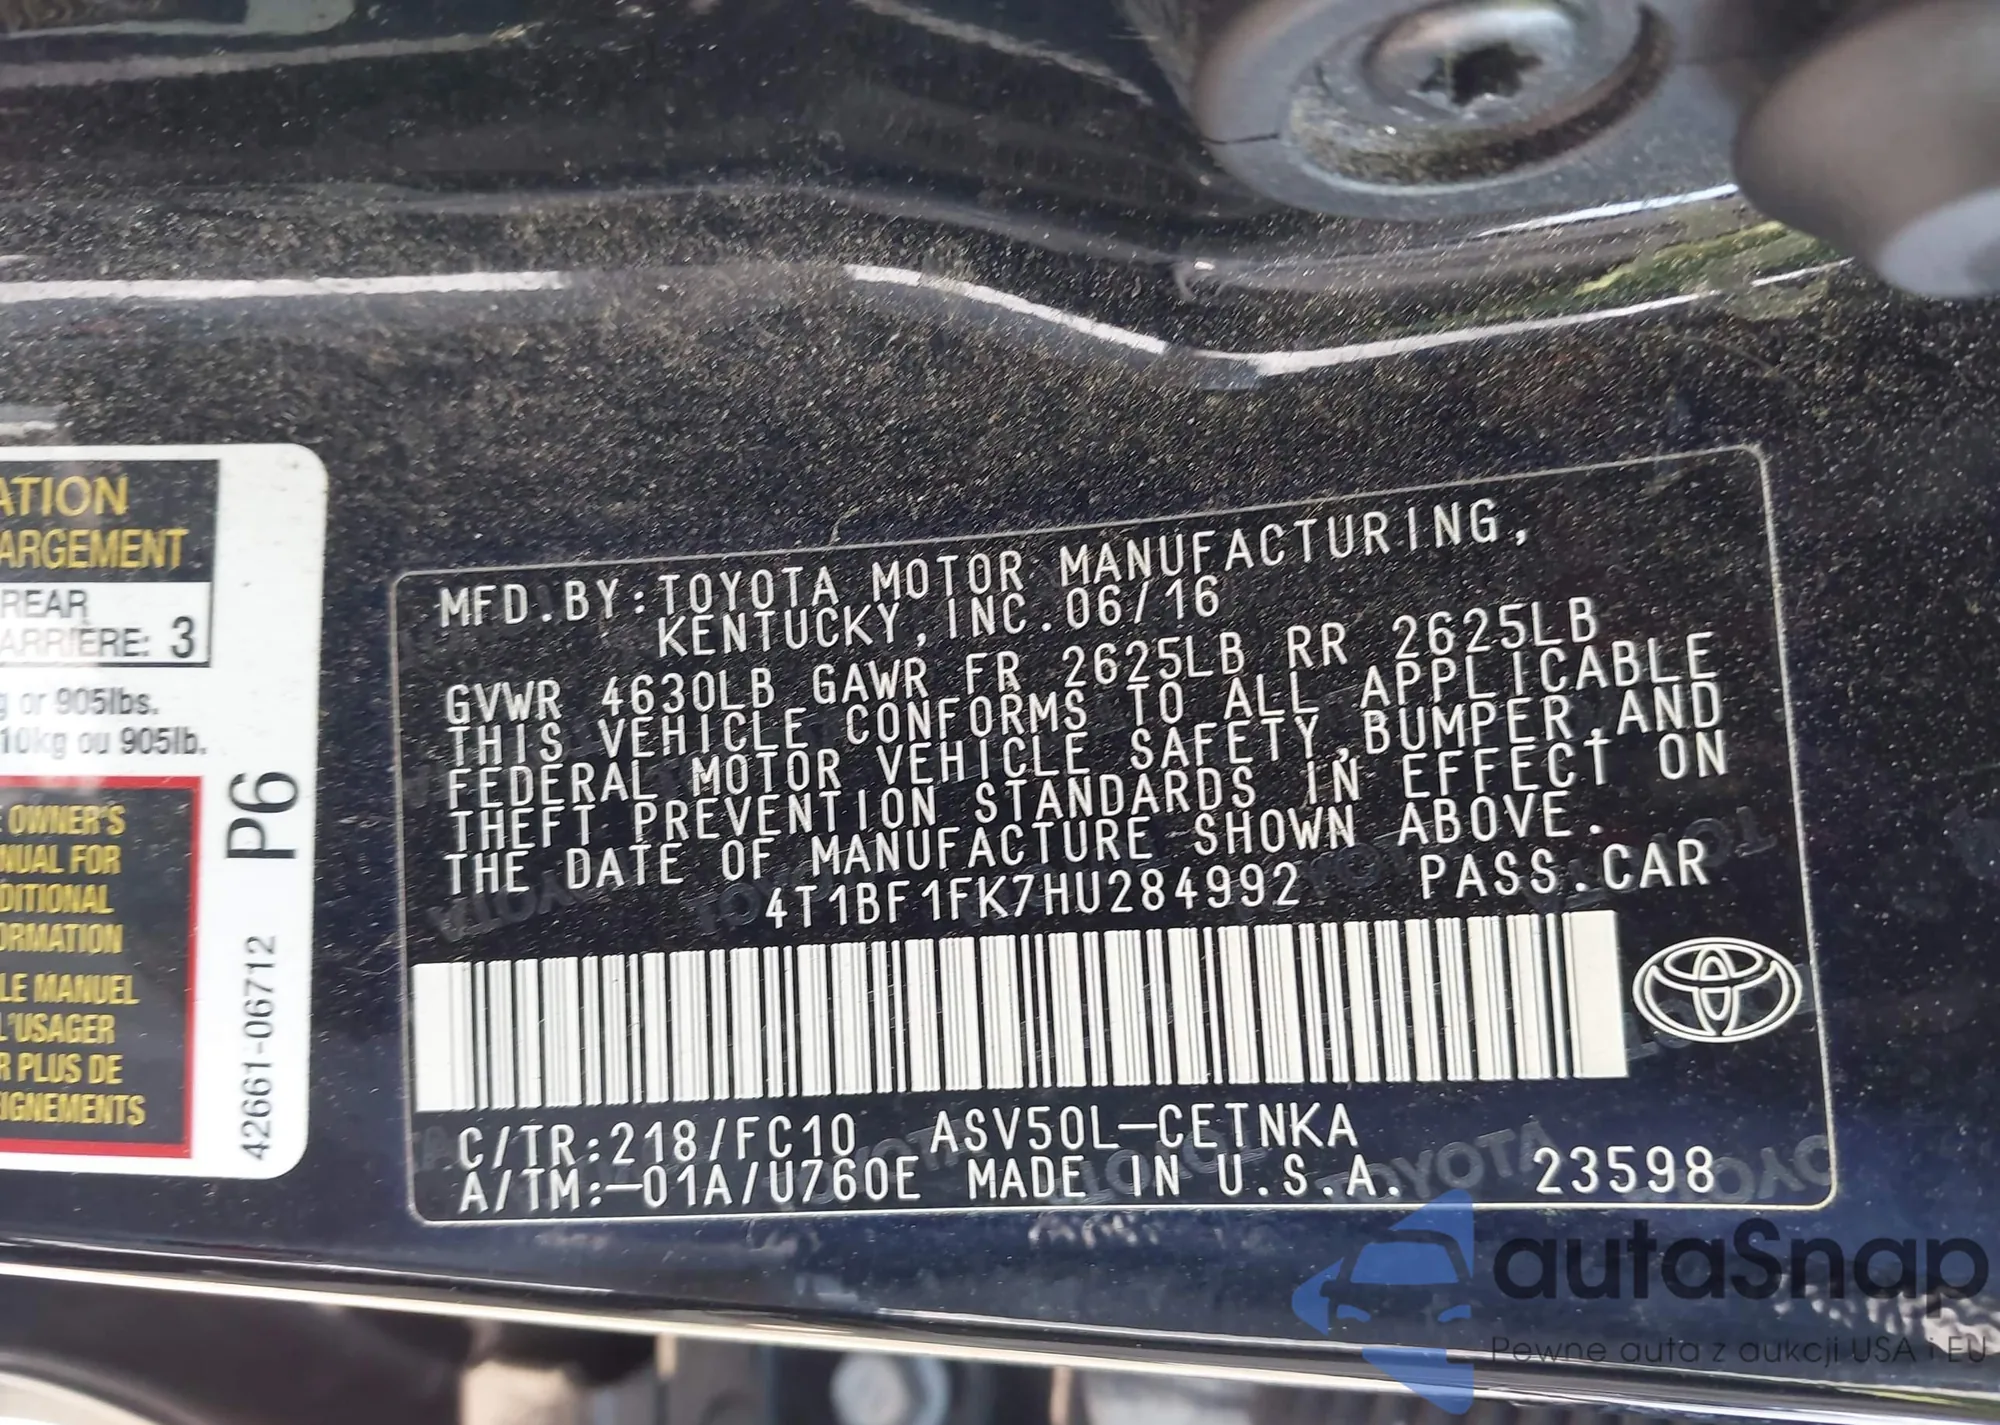 ATION
ARGEMENT
REAR
ARRIÈRE: 3
g or 905lbs.
10kg ou 905lb.
OWNER'S
NUAL FOR
DITIONAL
ORMATION
LE MANUEL
L'USAGER
R PLUS DE
IGNEMENTS
P6
42661-06712
MFD.BY:TOYOTA MOTOR MANUFACTURING,
KENTUCKY,INC.06/16
GVWR 4630LB GAWR FR 2625LB RR 2625LB
THIS VEHICLE CONFORMS TO ALL APPLICABLE
FEDERAL MOTOR VEHICLE SAFETY,BUMPER,AND
THEFT PREVENTION STANDARDS IN EFFECT ON
THE DATE OF MANUFACTURE SHOWN ABOVE.
4T1BF1FK7HU284992 PASS.CAR
C/TR:218/FC10 ASV50L-CETNKA
A/TM:-01A/U760E MADE IN U.S.A. 23598
autaSnap
Pewne auta z aukcji USA i EU